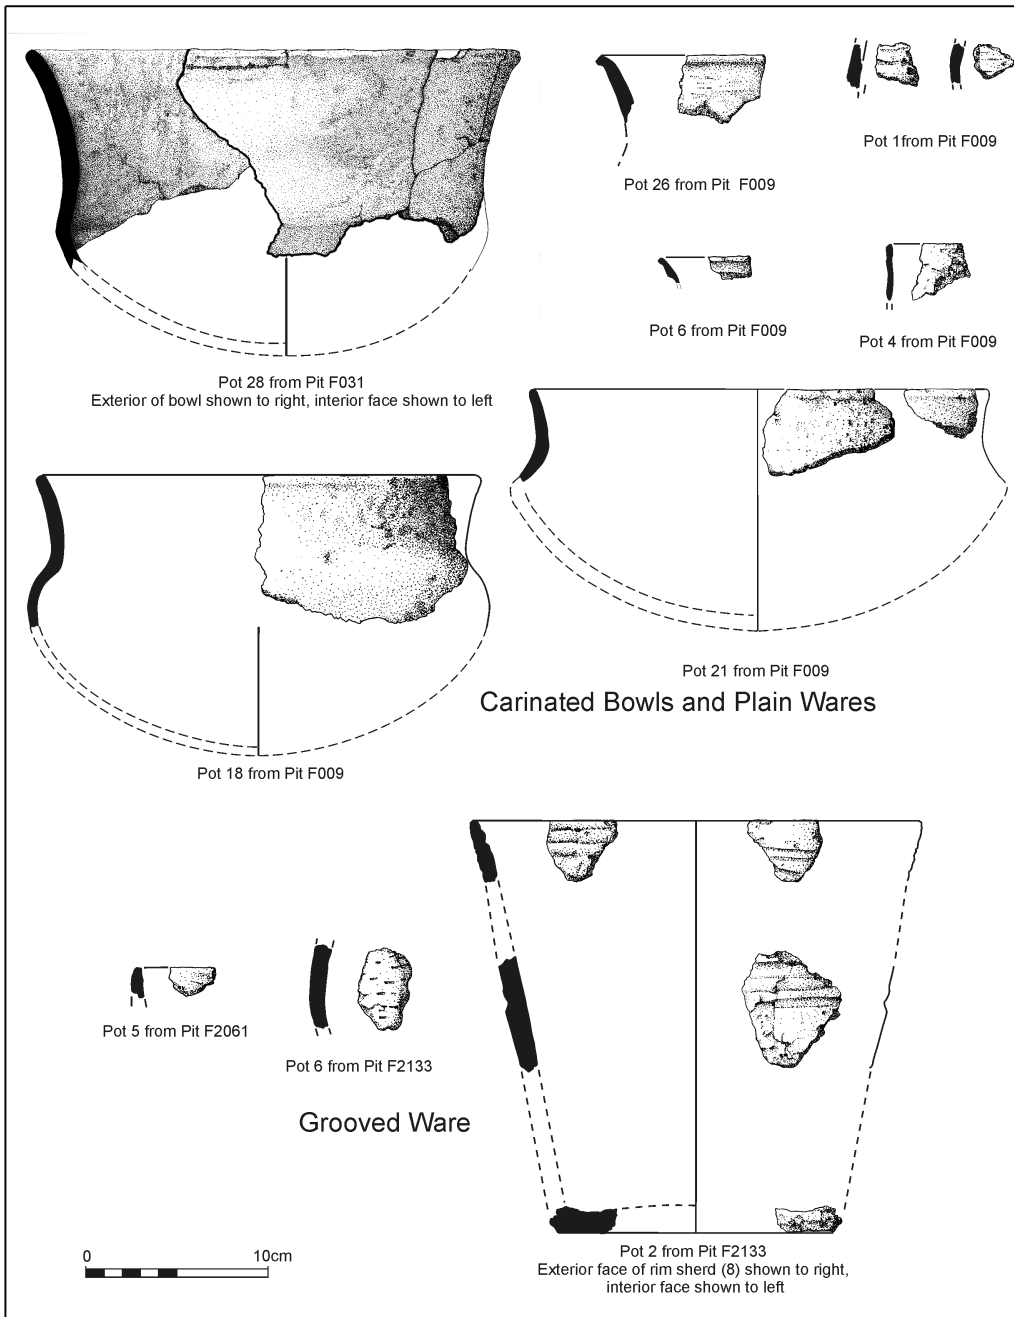 Pot 1from Pit F009
Pot 26 from Pit F009
Pot 6 from Pit F009
Pot 4 from Pit F009
Pot 28 from Pit F031
Exterior of bowl shown to right, interior face shown to left
Pot 21 from Pit F009
Carinated Bowls and Plain Wares
Pot 18 from Pit F009
Pot 5 from Pit F2061
Pot 6 from Pit F2133
Grooved Ware
Pot 2 from Pit F2133
Exterior face of rim sherd (8) shown to right,
interior face shown to left
0 10cm